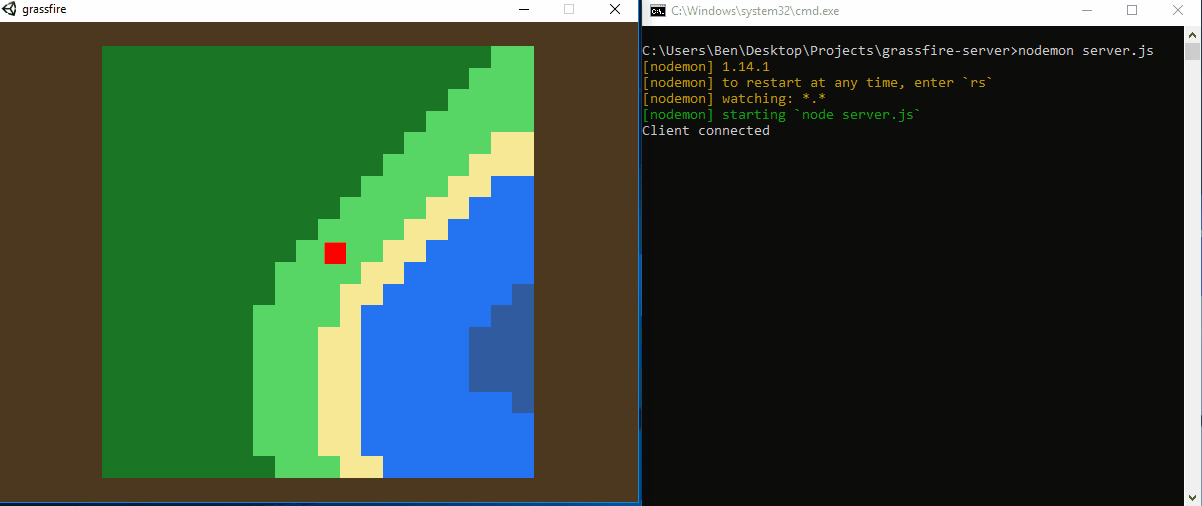 grassfire
C:\Windows\system32\cmd.exe
C:\Users\Ben\Desktop\Projects\grassfire-server>nodemon server.js
[nodemon] 1.14.1
[nodemon] to restart at any time, enter `rs`
[nodemon] watching: *.*
[nodemon] starting `node server.js`
Client connected